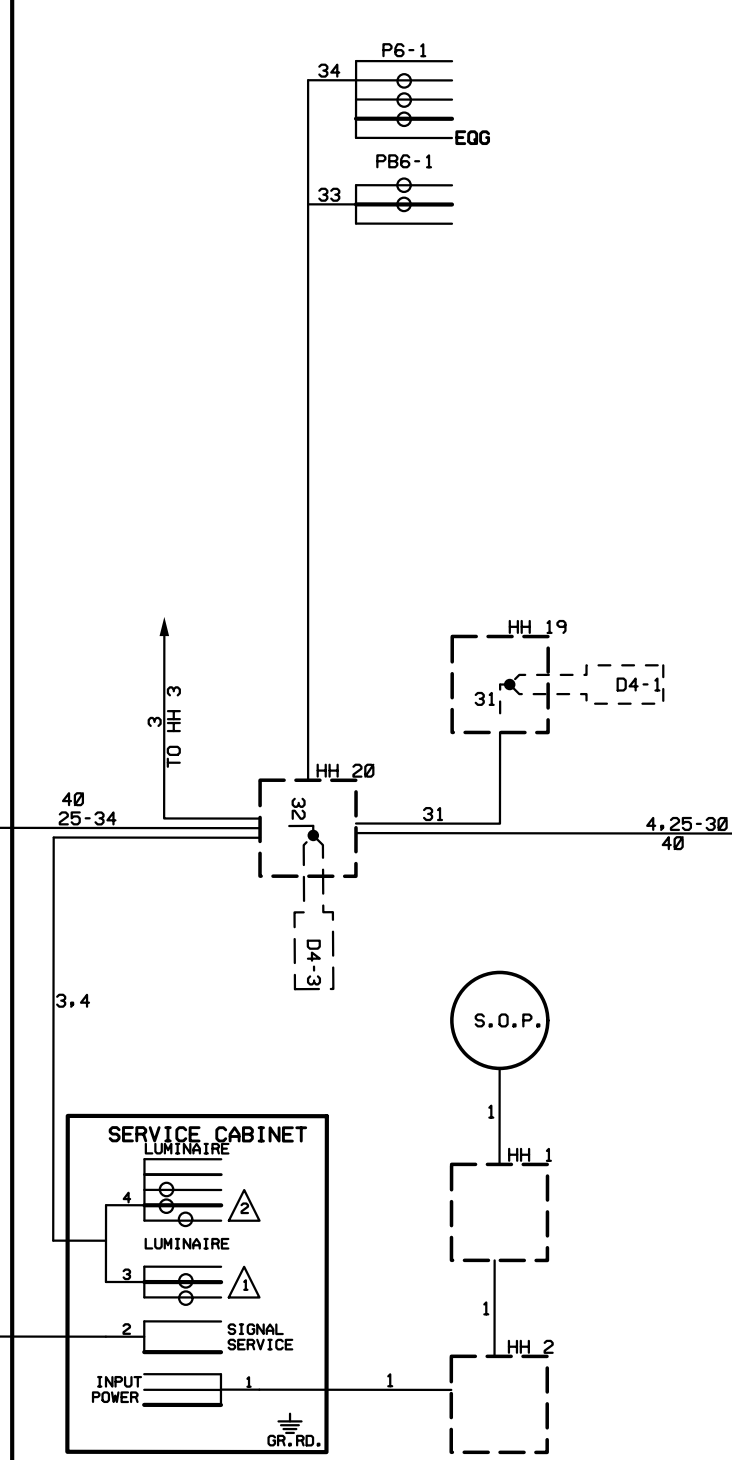 P6-1
34
EQG
PB6-1
33
HH 19
D4-1
31
3
TO HH 3
HH 20
32
40
25-34
31
4,25-30
40
D4-3
3,4
S.O.P.
1
SERVICE CABINET
LUMINAIRE
4
2
LUMINAIRE
3
1
2
SIGNAL
SERVICE
INPUT
POWER
1
GR.RD.
1
HH 1
1
HH 2